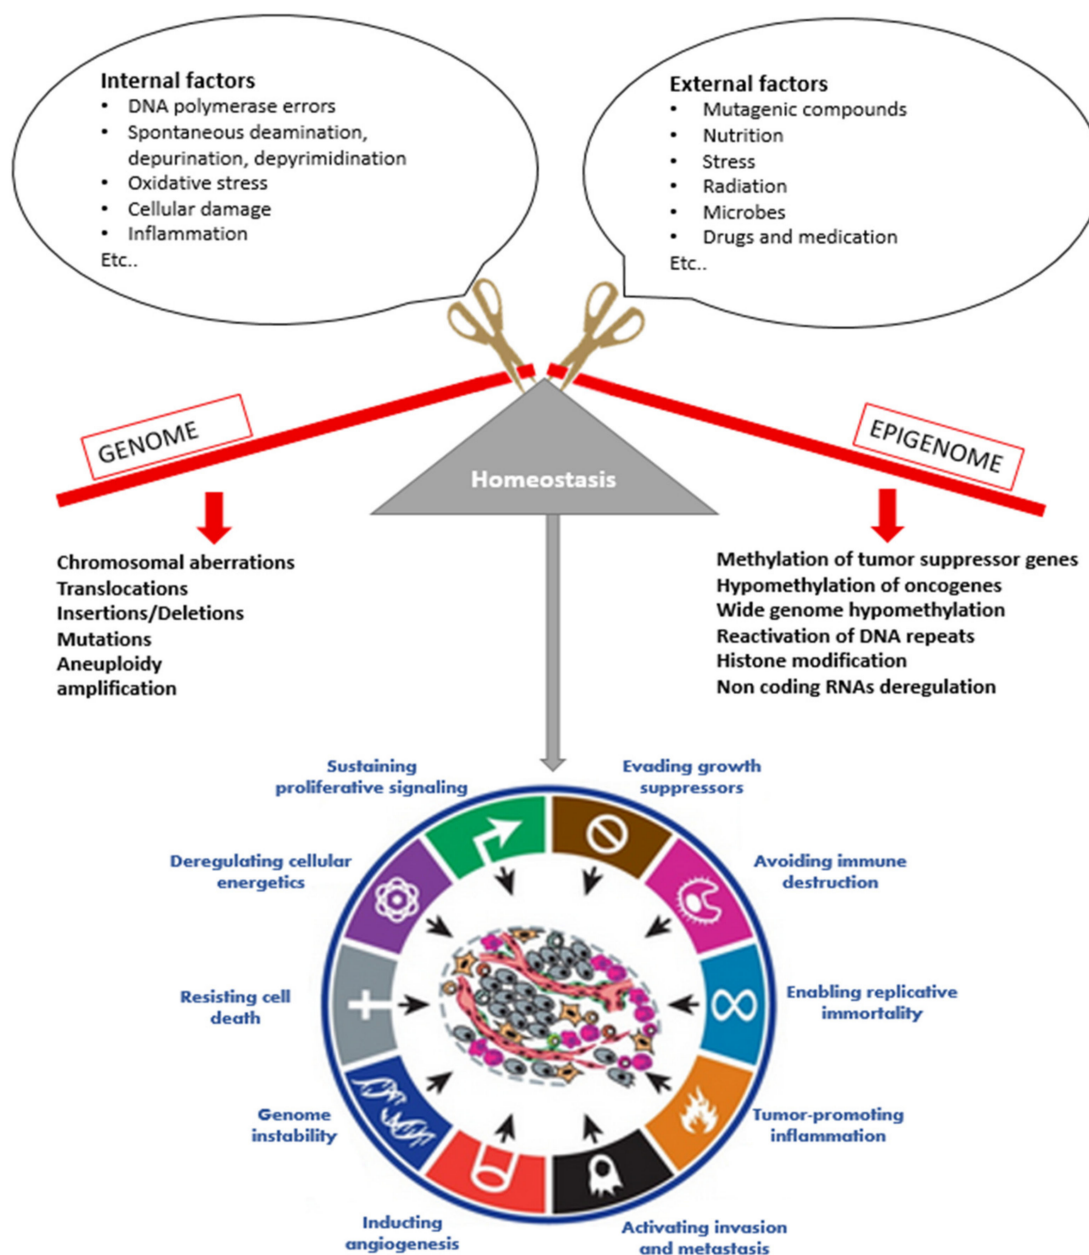 Internal factors
• DNA polymerase errors
• Spontaneous deamination,
depurination, depyrimidination
• Oxidative stress
• Cellular damage
• Inflammation
Etc..
External factors
• Mutagenic compounds
• Nutrition
• Stress
• Radiation
• Microbes
• Drugs and medication
Etc..
GENOME
EPIGENOME
Homeostasis
Chromosomal aberrations
Translocations
Insertions/Deletions
Mutations
Aneuploidy
amplification
Methylation of tumor suppressor genes
Hypomethylation of oncogenes
Wide genome hypomethylation
Reactivation of DNA repeats
Histone modification
Non coding RNAs deregulation
Sustaining
proliferative signaling
Evading growth
suppressors
Deregulating cellular
energetics
Avoiding immune
destruction
Resisting cell
death
Enabling replicative
immortality
Genome
instability
Tumor-promoting
inflammation
Inducting
angiogenesis
Activating invasion
and metastasis